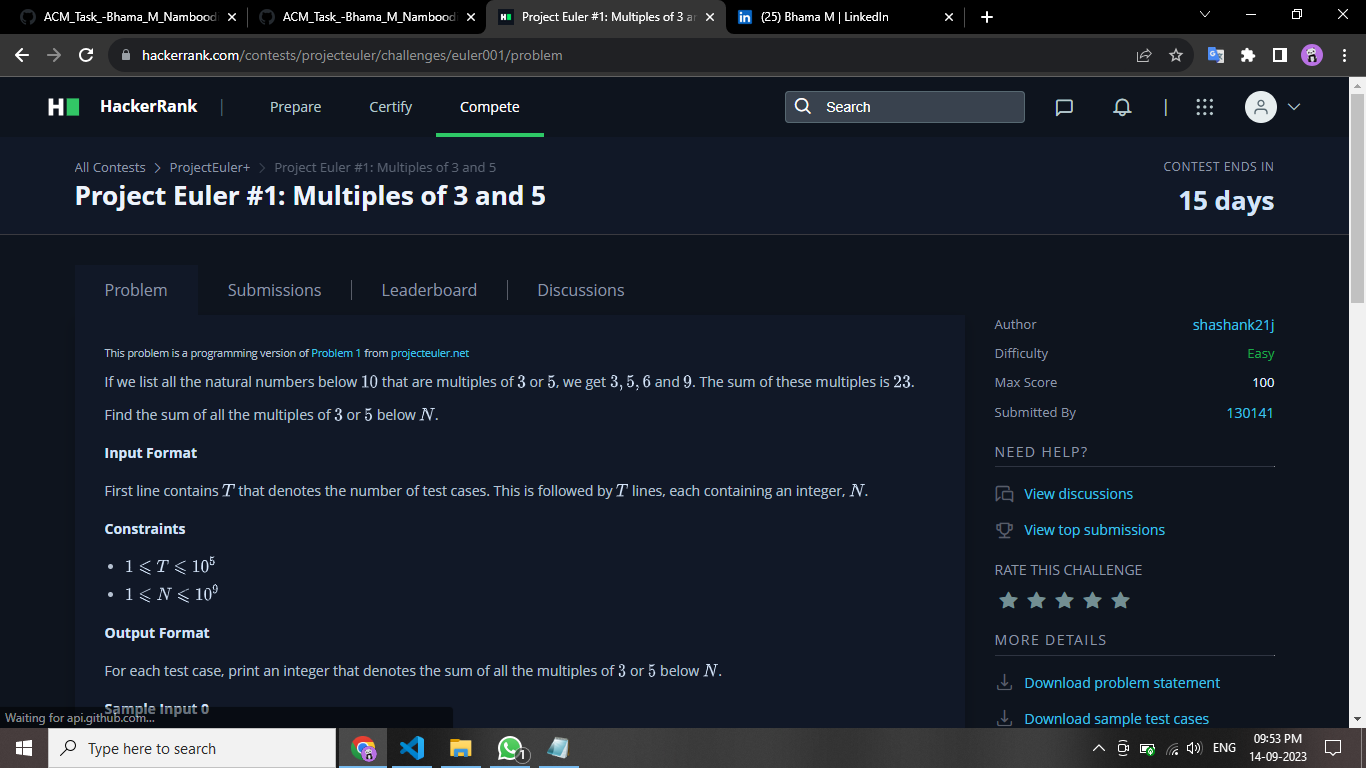 ACM_Task_-Bhama_M_Nambood
ACM_Task_-Bhama_M_Nambood
Project Euler #1: Multiples of 3 ar
(25) Bhama M | LinkedIn
hackerrank.com/contests/projecteuler/challenges/euler001/problem
HackerRank | Prepare Certify Compete Search
All Contests > ProjectEuler+ > Project Euler #1: Multiples of 3 and 5
Project Euler #1: Multiples of 3 and 5
CONTEST ENDS IN
15 days
Problem Submissions Leaderboard Discussions
This problem is a programming version of Problem 1 from projecteuler.net
If we list all the natural numbers below 10 that are multiples of 3 or 5, we get 3, 5, 6 and 9. The sum of these multiples is 23.
Find the sum of all the multiples of 3 or 5 below N.
Input Format
First line contains T that denotes the number of test cases. This is followed by T lines, each containing an integer, N.
Constraints
• 1 ⩽ T ⩽ 10⁵
• 1 ⩽ N ⩽ 10⁹
Output Format
For each test case, print an integer that denotes the sum of all the multiples of 3 or 5 below N.
Sample Input 0
Author shashank21j
Difficulty Easy
Max Score 100
Submitted By 130141
NEED HELP?
View discussions
View top submissions
RATE THIS CHALLENGE
MORE DETAILS
Download problem statement
Download sample test cases
Waiting for api.github.com...
Type here to search
1
ENG
09:53 PM
14-09-2023